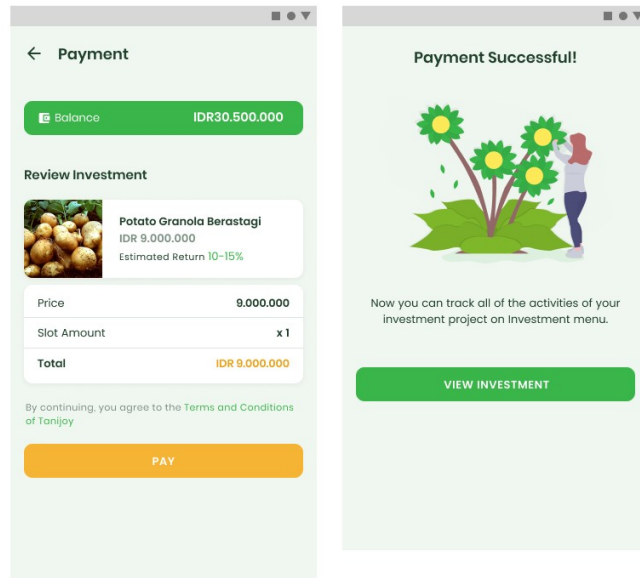 Payment
Balance IDR30.500.000
Review Investment
Potato Granola Berastagi
IDR 9.000.000
Estimated Return 10-15%
Price 9.000.000
Slot Amount x 1
Total IDR 9.000.000
By continuing, you agree to the Terms and Conditions
of Tanijoy
PAY
Payment Successful!
Now you can track all of the activities of your
investment project on Investment menu.
VIEW INVESTMENT